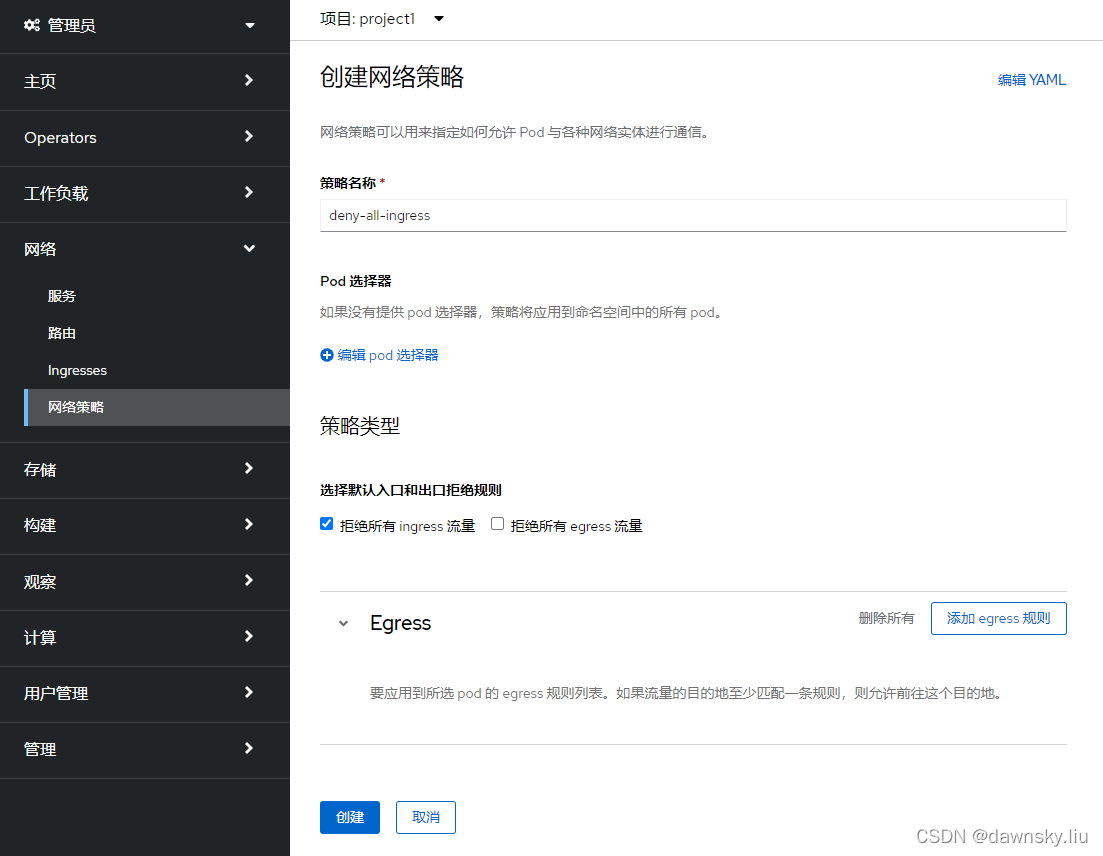 管理员
主页
Operators
工作负载
网络
服务
路由
Ingresses
网络策略
存储
构建
观察
计算
用户管理
管理
项目: project1
创建网络策略
编辑 YAML
网络策略可以用来指定如何允许 Pod 与各种网络实体进行通信。
策略名称 *
deny-all-ingress
Pod 选择器
如果没有提供 pod 选择器，策略将应用到命名空间中的所有 pod。
编辑 pod 选择器
策略类型
选择默认入口和出口拒绝规则
拒绝所有 ingress 流量 拒绝所有 egress 流量
Egress
删除所有
添加 egress 规则
要应用到所选 pod 的 egress 规则列表。如果流量的目的地至少匹配一条规则，则允许前往这个目的地。
创建
取消
CSDN @dawnsky.liu